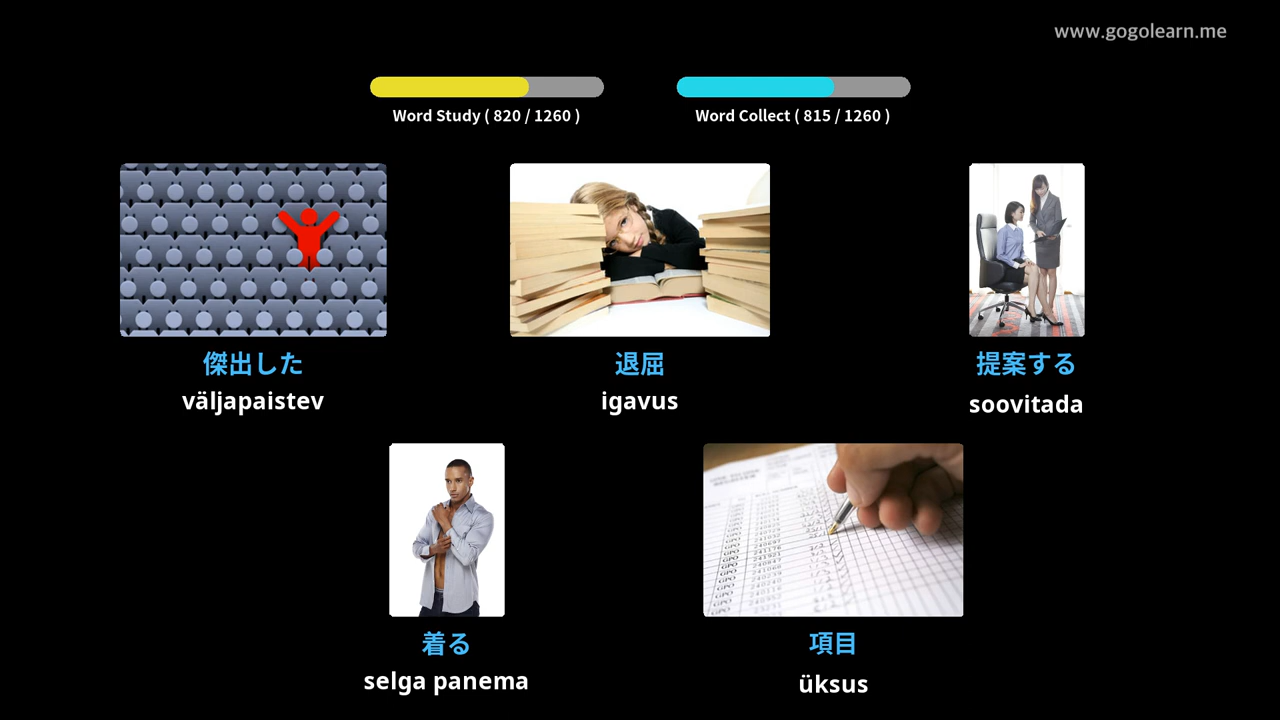 www.gogolearn.me
Word Study ( 820 / 1260 )
Word Collect ( 815 / 1260 )
傑出した
väljapaistev
退屈
igavus
提案する
soovitada
着る
selga panema
項目
üksus